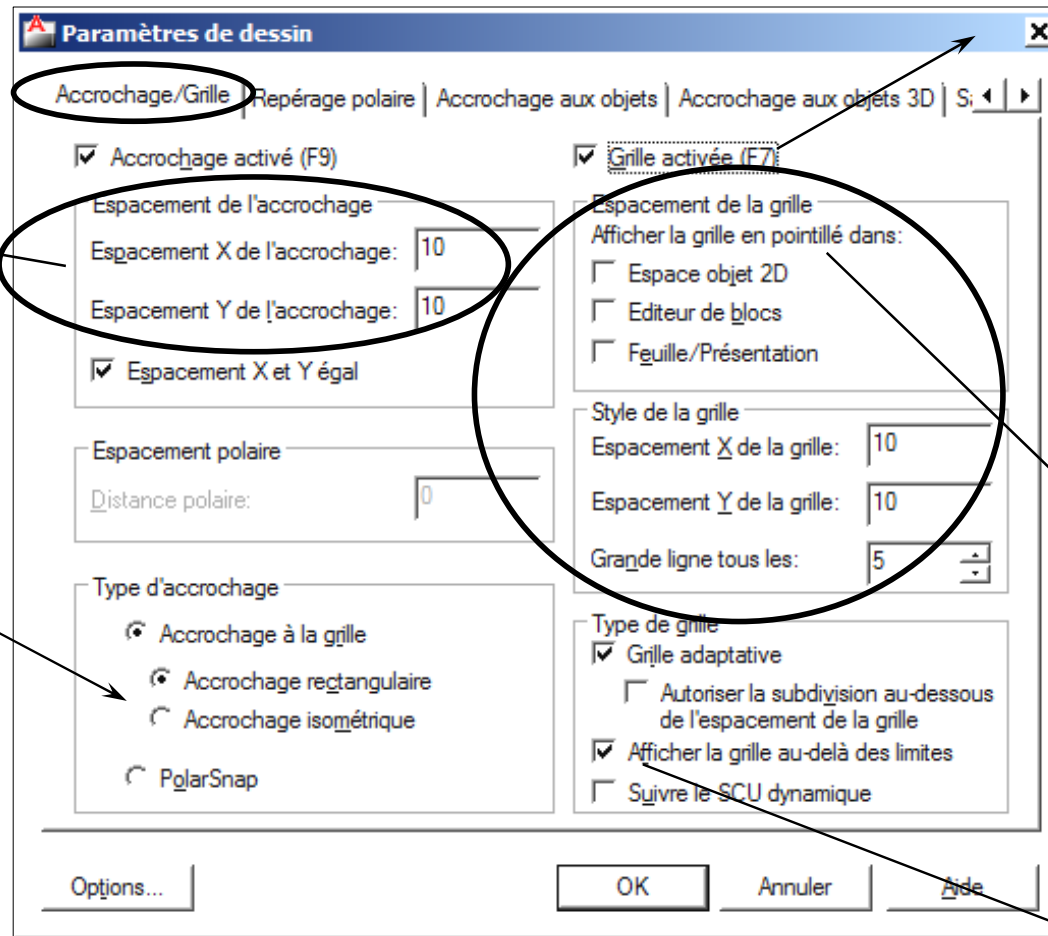 Paramètres de dessin
Accrochage/Grille Repérage polaire Accrochage aux objets Accrochage aux objets 3D
Accrochage activé (F9)
Espacement de l'accrochage
Espacement X de l'accrochage: 10
Espacement Y de l'accrochage: 10
Espacement X et Y égal
Espacement polaire
Distance polaire: 0
Type d'accrochage
Accrochage à la grille
Accrochage rectangulaire
Accrochage isométrique
PolarSnap
Grille activée (F7)
Espacement de la grille
Afficher la grille en pointillé dans:
Espace objet 2D
Editeur de blocs
Feuille/Présentation
Style de la grille
Espacement X de la grille: 10
Espacement Y de la grille: 10
Grande ligne tous les: 5
Type de grille
Grille adaptative
Autoriser la subdivision au-dessous
de l'espacement de la grille
Afficher la grille au-delà des limites
Suivre le SCU dynamique
Options... OK Annuler Aide